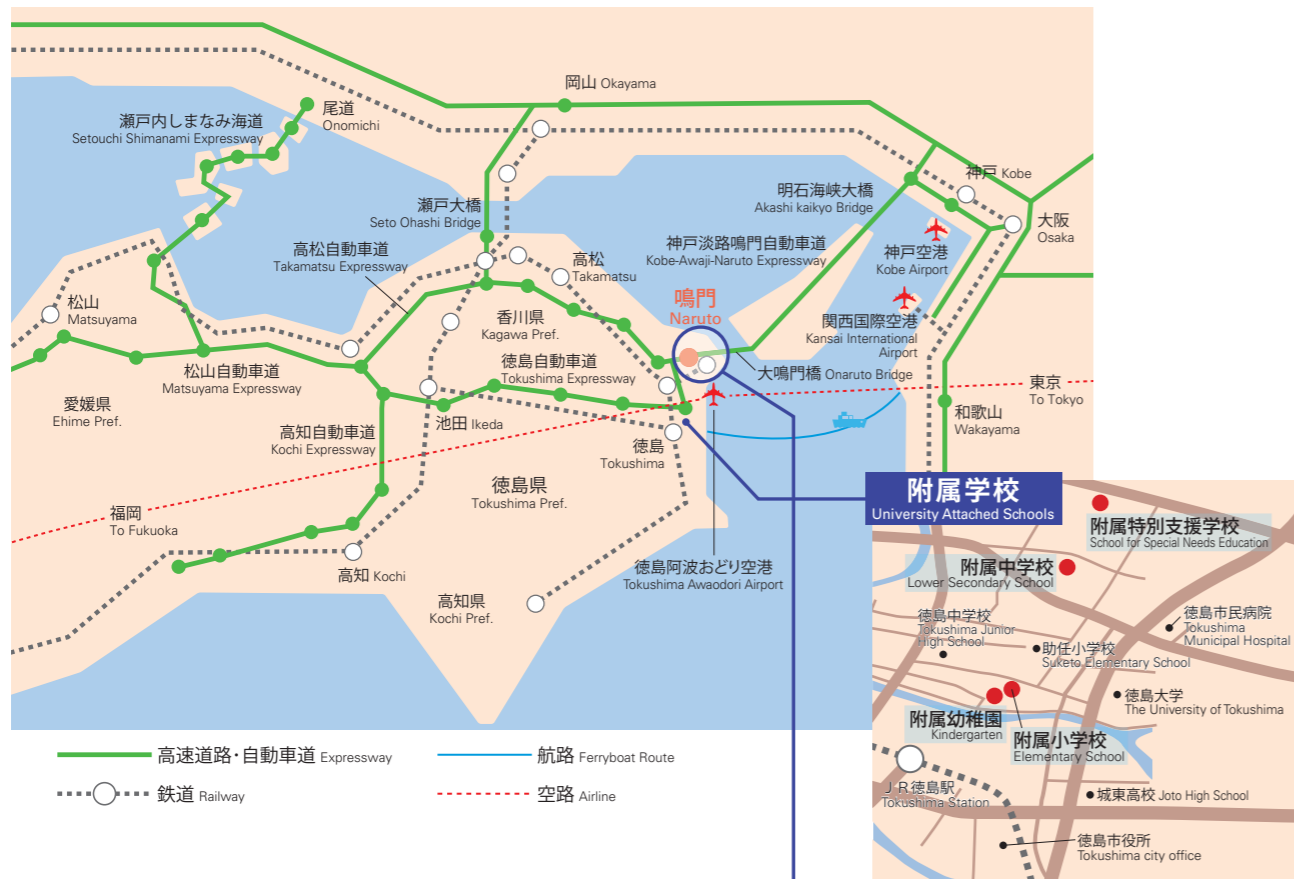 岡山 Okayama
尾道
Onomichi
瀬戸内しまなみ海道
Setouchi Shimanami Expressway
瀬戸大橋
Seto Ohashi Bridge
高松自動車道
Takamatsu Expressway
高松
Takamatsu
明石海峡大橋
Akashi kaikyo Bridge
神戸 Kobe
大阪
Osaka
神戸淡路鳴門自動車道
Kobe-Awaji-Naruto Expressway
神戸空港
Kobe Airport
関西国際空港
Kansai International
Airport
鳴門
Naruto
大鳴門橋 Onaruto Bridge
松山
Matsuyama
松山自動車道
Matsuyama Expressway
香川県
Kagawa Pref.
徳島自動車道
Tokushima Expressway
愛媛県
Ehime Pref.
高知自動車道
Kochi Expressway
池田 Ikeda
徳島
Tokushima
東京
To Tokyo
和歌山
Wakayama
徳島県
Tokushima Pref.
福岡
To Fukuoka
高知 Kochi
高知県
Kochi Pref.
徳島阿波おどり空港
Tokushima Awaodori Airport
高速道路・自動車道 Expressway
鉄道 Railway
航路 Ferryboat Route
空路 Airline
附属学校
University Attached Schools
附属特別支援学校
School for Special Needs Education
附属中学校
Lower Secondary School
徳島中学校
Tokushima Junior
High School
助任小学校
Suketo Elementary School
徳島市民病院
Tokushima
Municipal Hospital
徳島大学
The University of Tokushima
附属幼稚園
Kindergarten
附属小学校
Elementary School
JR徳島駅
Tokushima Station
城東高校 Joto High School
徳島市役所
Tokushima city office